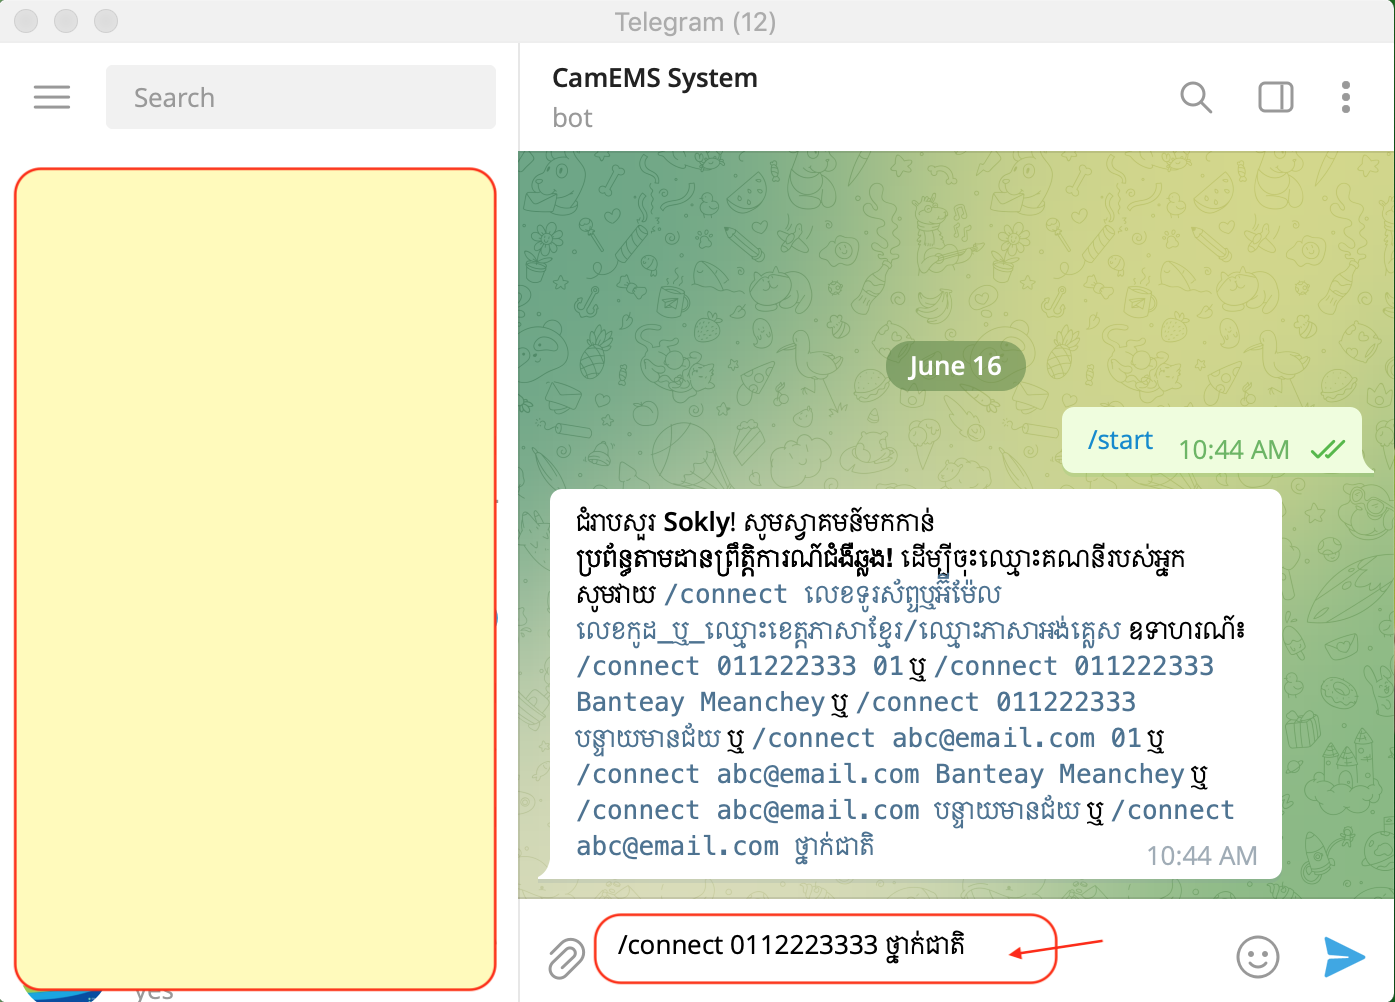 Telegram (12)
Search
CamEMS System
bot
June 16
/start 10:44 AM
ជំរាបសួរ Sokly! សូមស្វាគមន៍មកកាន់
ប្រព័ន្ធតាមដានព្រឹត្តិការណ៍ជំងឺឆ្លង! ដើម្បីចុះឈ្មោះគណនីរបស់អ្នក
សូមវាយ /connect លេខទូរស័ព្ទឬអ៊ីម៉ែល
លេខកូដ_ឬ_ឈ្មោះខេត្តភាសាខ្មែរ/ឈ្មោះភាសាអង់គ្លេស ឧទាហរណ៍៖
/connect 011222333 01 ឬ /connect 011222333
Banteay Meanchey ឬ /connect 011222333
បន្ទាយមានជ័យ ឬ /connect abc@email.com 01 ឬ
/connect abc@email.com Banteay Meanchey ឬ
/connect abc@email.com បន្ទាយមានជ័យ ឬ /connect
abc@email.com ថ្នាក់ជាតិ
10:44 AM
/connect 0112223333 ថ្នាក់ជាតិ
yes